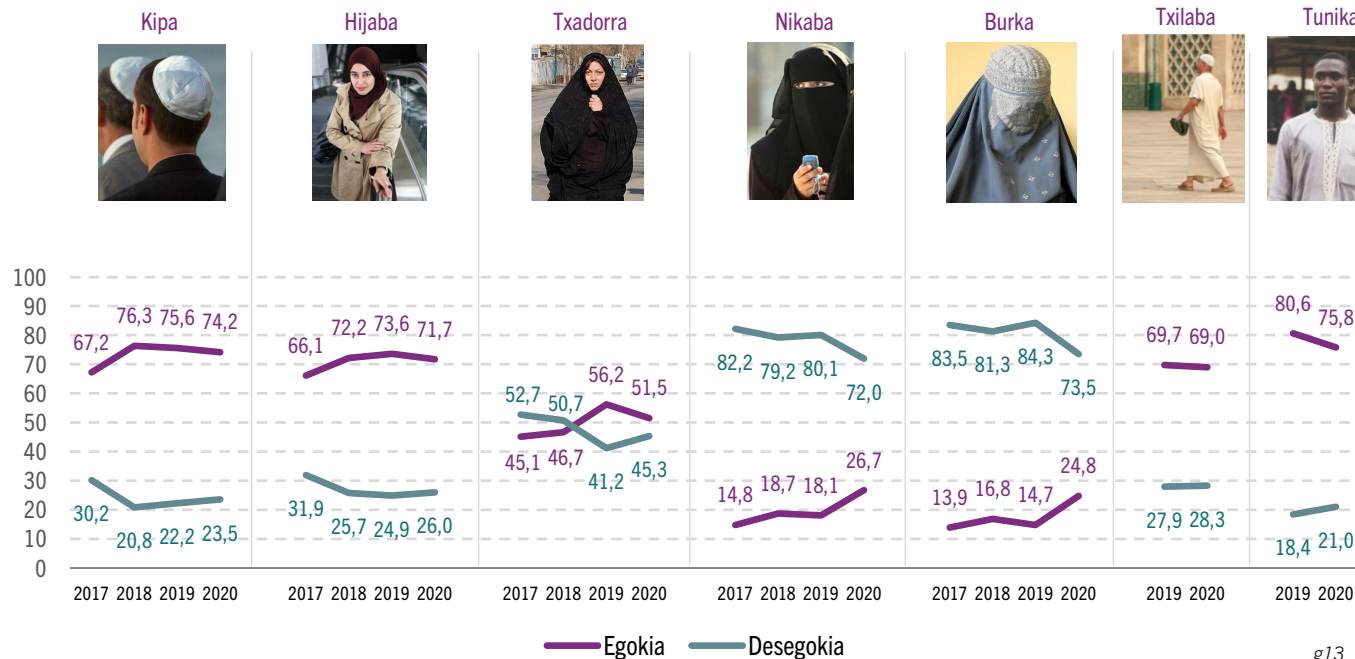 Kipa Hijaba Txadorra Nikaba Burka Txilaba Tunika
100
90
80
70
60
50
40
30
20
10
0
67,2 76,3 75,6 74,2
30,2 20,8 22,2 23,5
66,1 72,2 73,6 71,7
31,9 25,7 24,9 26,0
52,7 50,7 56,2 51,5
45,1 46,7 41,2 45,3
82,2 79,2 80,1 72,0
14,8 18,7 18,1 26,7
83,5 81,3 84,3 73,5
13,9 16,8 14,7 24,8
69,7 69,0
27,9 28,3
80,6 75,8
18,4 21,0
2017 2018 2019 2020 2017 2018 2019 2020 2017 2018 2019 2020 2017 2018 2019 2020 2017 2018 2019 2020 2019 2020 2019 2020
Egokia Desegokia
g13